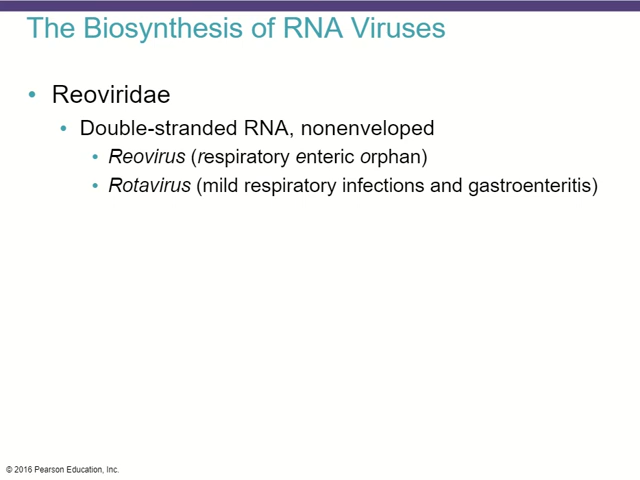 The Biosynthesis of RNA Viruses
• Reoviridae
• Double-stranded RNA, nonenveloped
• Reovirus (respiratory enteric orphan)
• Rotavirus (mild respiratory infections and gastroenteritis)
© 2016 Pearson Education, Inc.